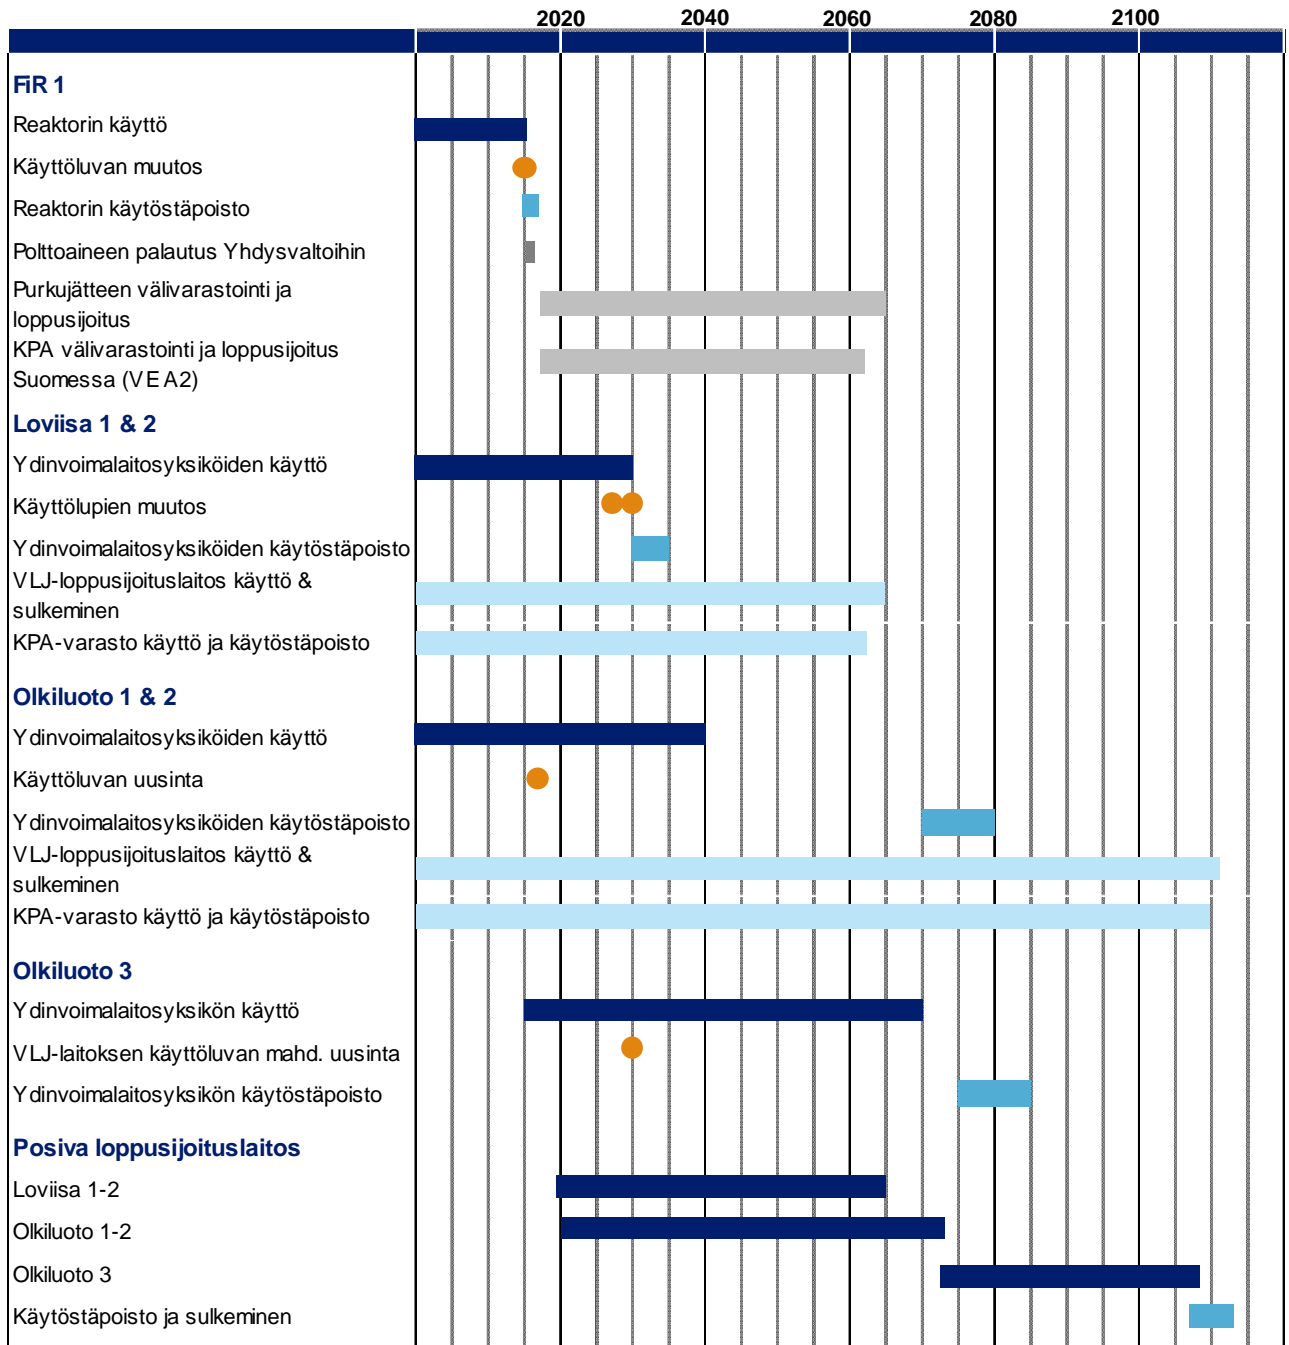 2020 2040 2060 2080 2100
FiR 1
Reaktorin käyttö
Käyttöluvan muutos
Reaktorin käytöstäpoisto
Polttoaineen palautus Yhdysvaltoihin
Purkujätteen välivarastointi ja
loppusijoitus
KPA välivarastointi ja loppusijoitus
Suomessa (VE A2)
Loviisa 1 & 2
Ydinvoimalaitosyksiköiden käyttö
Käyttölupien muutos
Ydinvoimalaitosyksiköiden käytöstäpoisto
VLJ-loppusijoituslaitos käyttö &
sulkeminen
KPA-varasto käyttö ja käytöstäpoisto
Olkiluoto 1 & 2
Ydinvoimalaitosyksiköiden käyttö
Käyttöluvan uusinta
Ydinvoimalaitosyksiköiden käytöstäpoisto
VLJ-loppusijoituslaitos käyttö &
sulkeminen
KPA-varasto käyttö ja käytöstäpoisto
Olkiluoto 3
Ydinvoimalaitosyksikön käyttö
VLJ-laitoksen käyttöluvan mahd. uusinta
Ydinvoimalaitosyksikön käytöstäpoisto
Posiva loppusijoituslaitos
Loviisa 1-2
Olkiluoto 1-2
Olkiluoto 3
Käytöstäpoisto ja sulkeminen